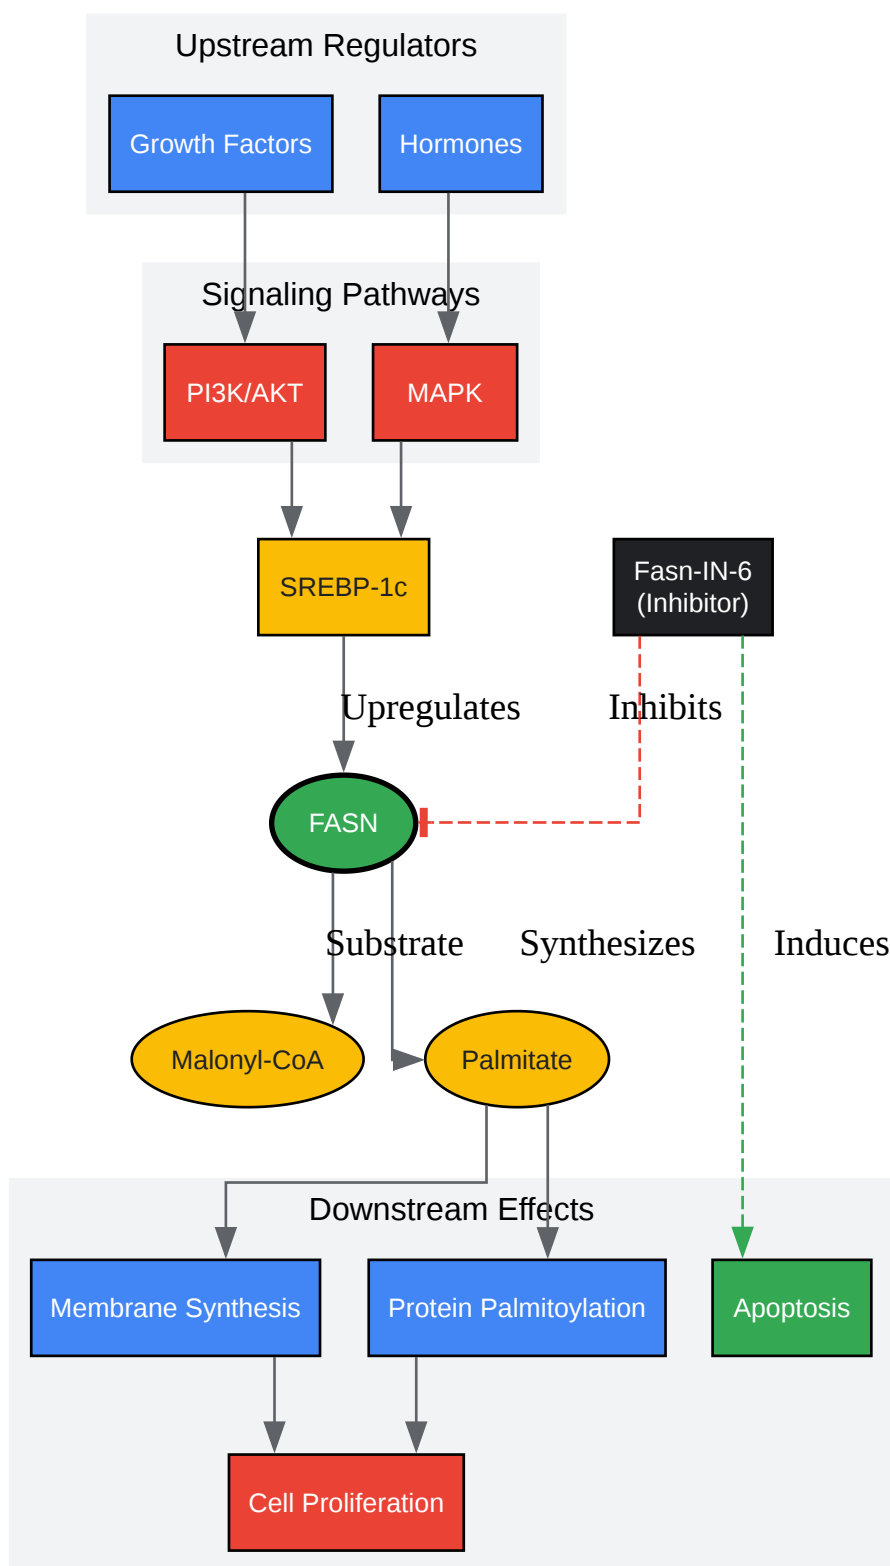 Upstream Regulators
Growth Factors
Hormones
Signaling Pathways
PI3K/AKT
MAPK
SREBP-1c
Fasn-IN-6
(Inhibitor)
Upregulates
Inhibits
FASN
Substrate
Synthesizes
Induces
Malonyl-CoA
Palmitate
Downstream Effects
Membrane Synthesis
Protein Palmitoylation
Apoptosis
Cell Proliferation